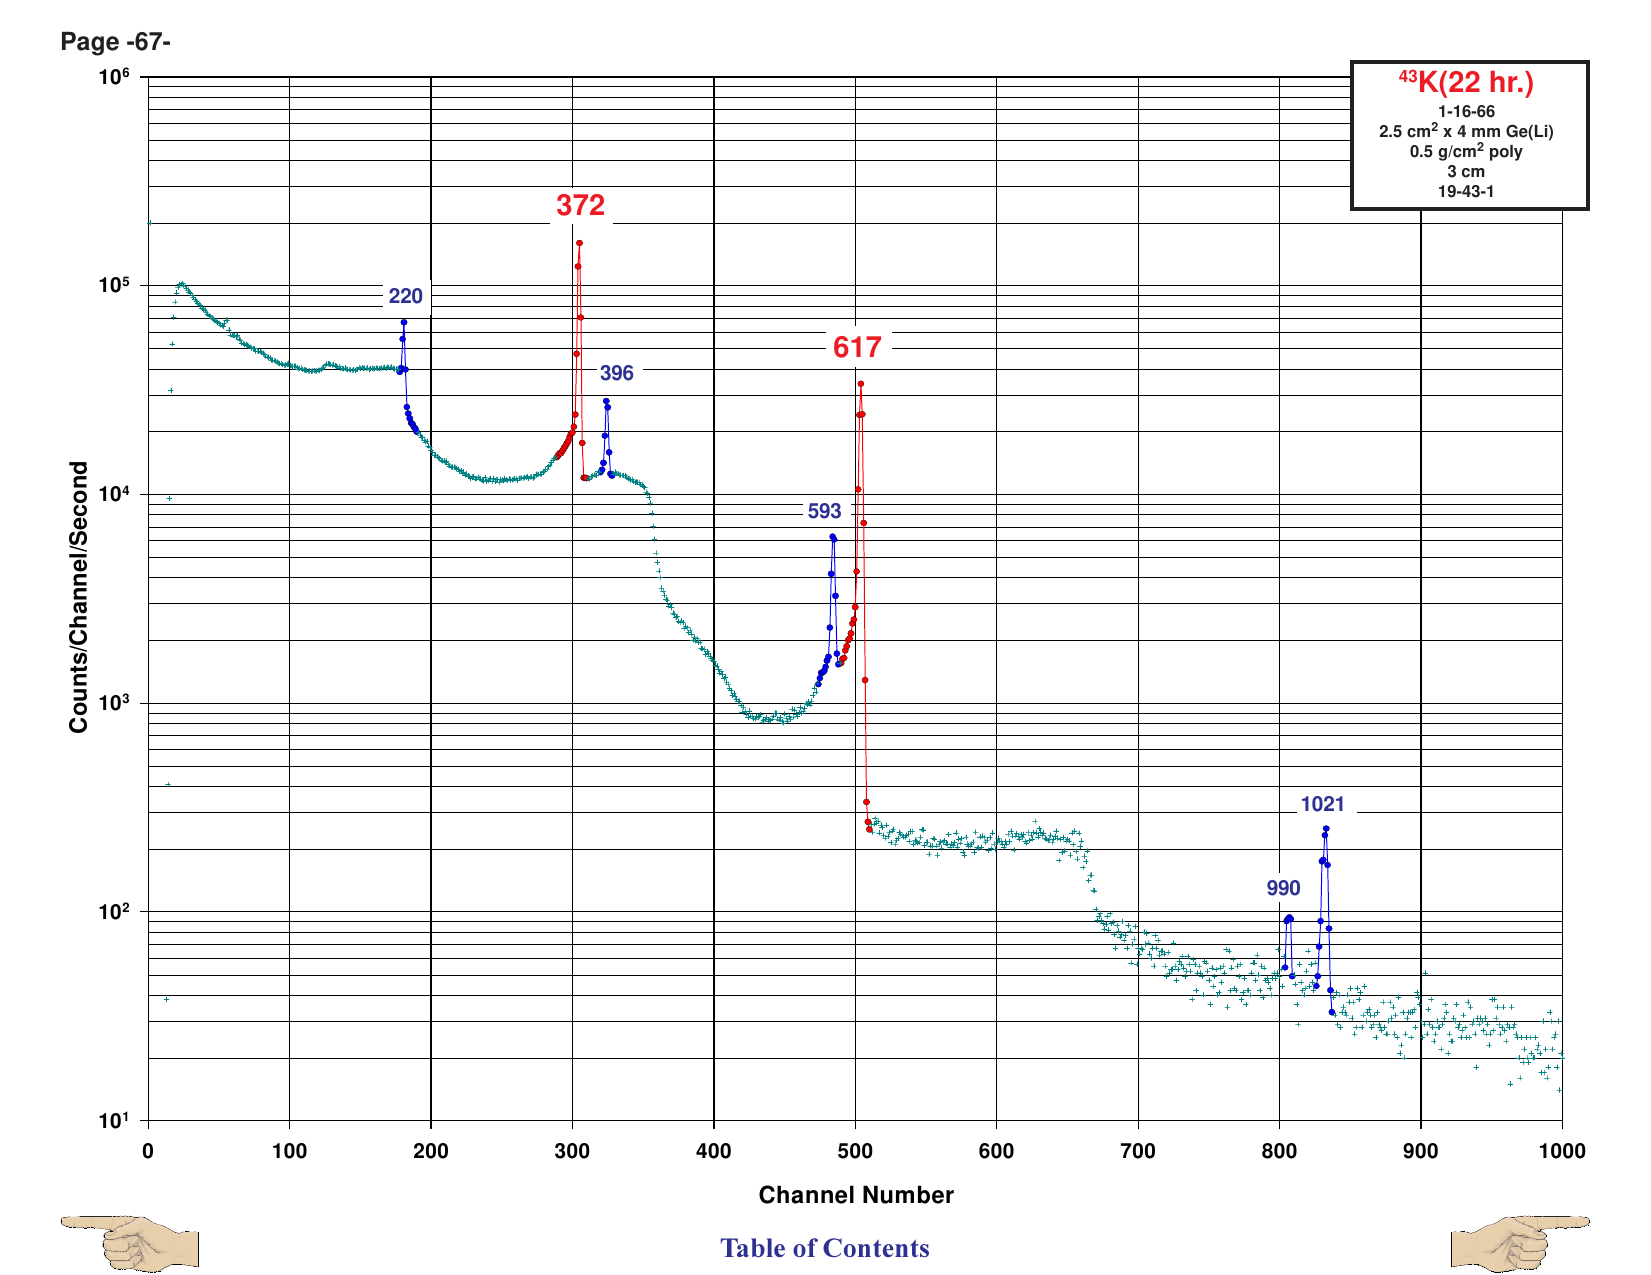 Page -67-
⁴³K(22 hr.)
1-16-66
2.5 cm² x 4 mm Ge(Li)
0.5 g/cm² poly
3 cm
19-43-1
10⁶
10⁵
10⁴
10³
10²
10¹
Counts/Channel/Second
372
220
617
396
593
1021
990
0 100 200 300 400 500 600 700 800 900 1000
Channel Number
Table of Contents